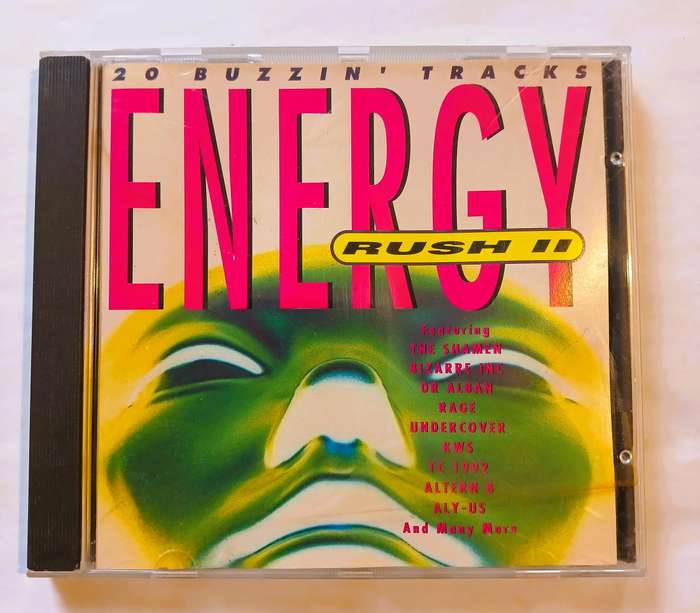 20 BUZZIN' TRACKS
ENERGY
RUSH II
Featuring
THE SHAMEN
BIZARRE INC
DR ALBAN
RAGE
UNDERCOVER
KWS
TC 1992
ALTERN 8
ALY-US
And Many More